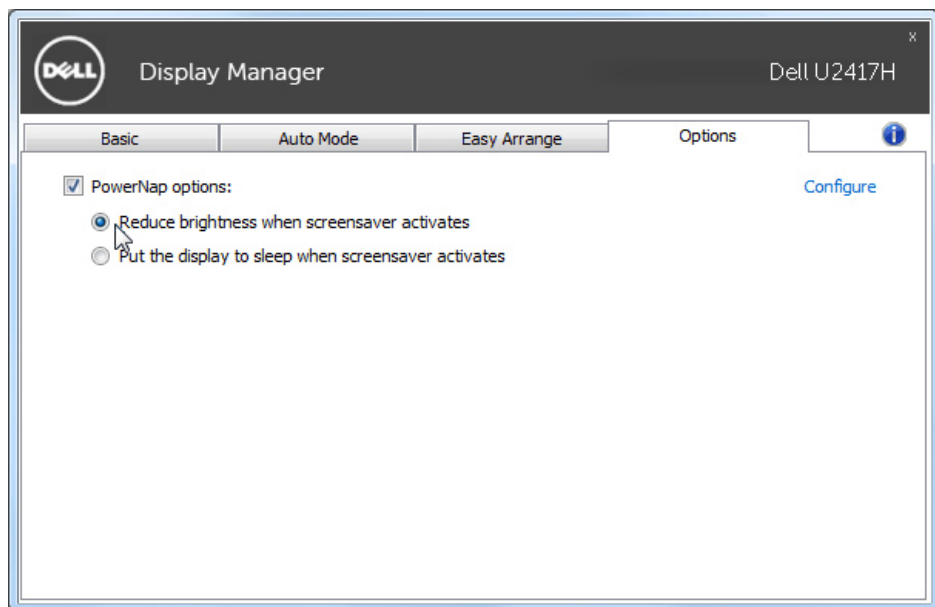 x
DELL Display Manager Dell U2417H
Basic Auto Mode Easy Arrange Options
PowerNap options: Configure
Reduce brightness when screensaver activates
Put the display to sleep when screensaver activates